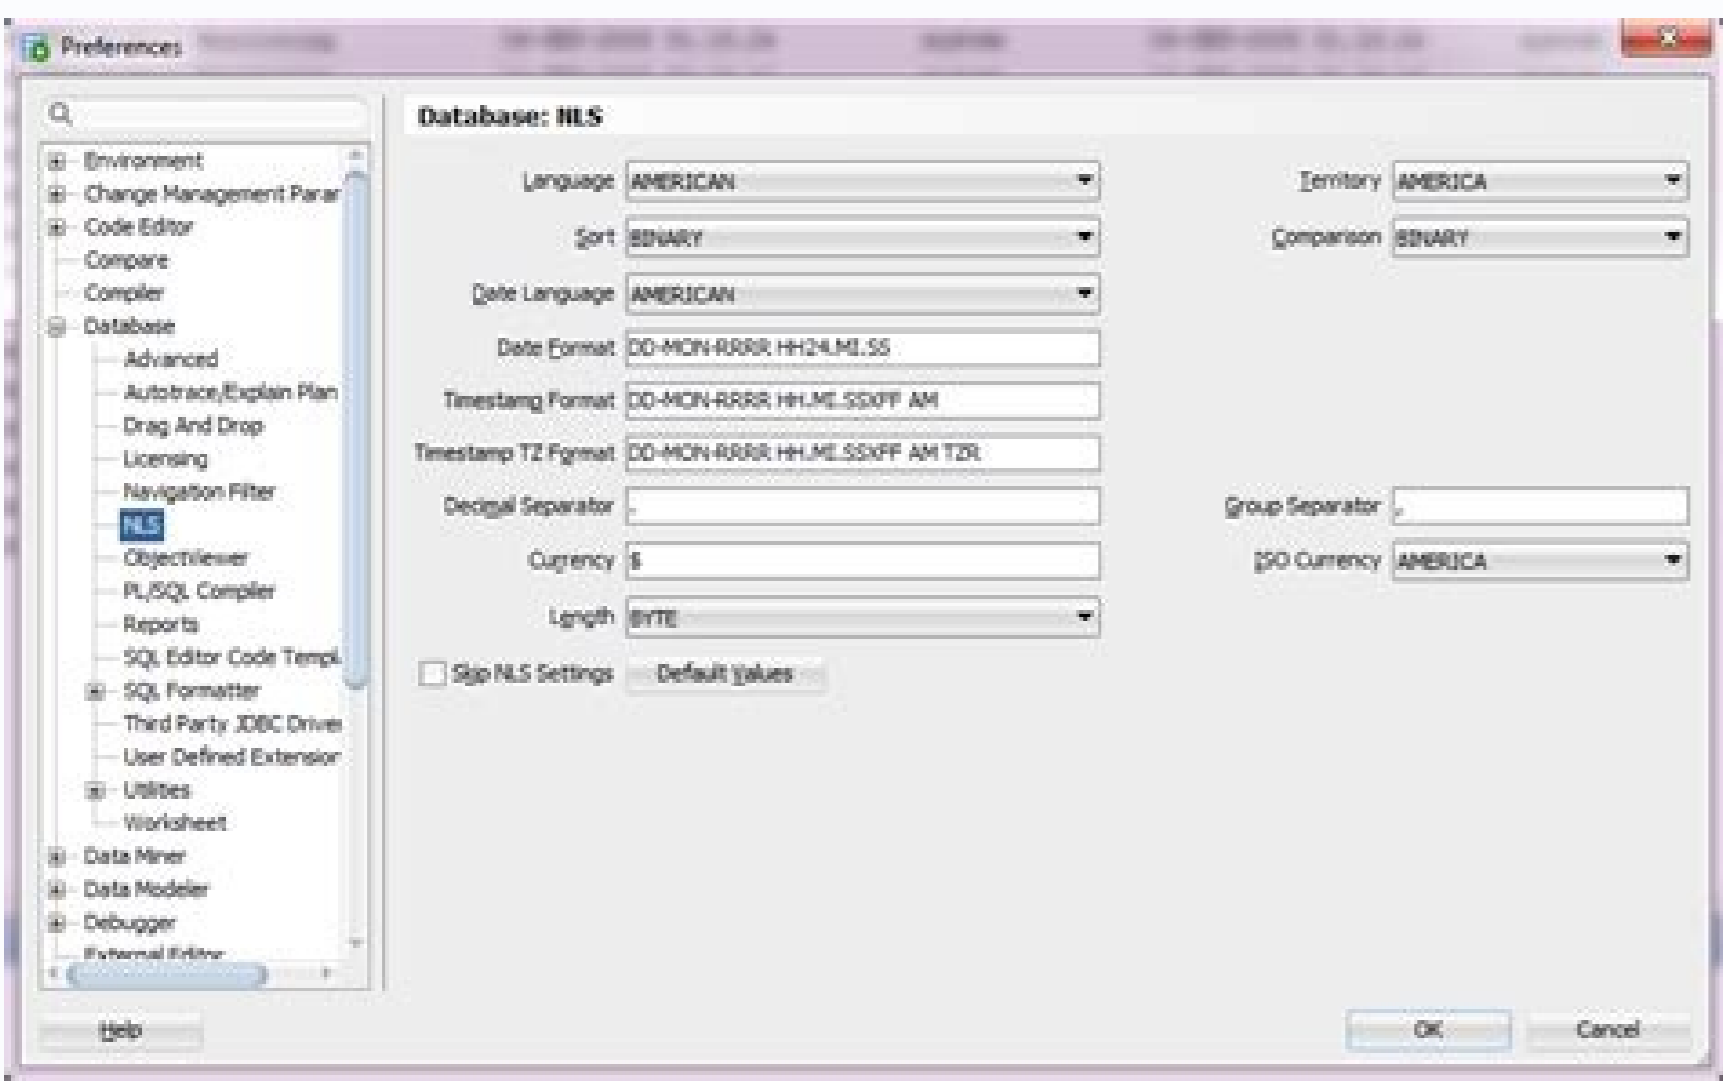 Preferences
Environment
Change Management Parar
Code Editor
Compare
Compiler
Database
Advanced
Autotrace/Explain Plan
Drag And Drop
Licensing
Navigation Filter
NLS
ObjectViewer
PL/SQL Compiler
Reports
SQL Editor Code Templ
SQL Formatter
Third Party JDBC Driver
User Defined Extension
Utilities
Worksheet
Data Miner
Data Modeler
Debugger
External Editor
Database: NLS
Language AMERICAN Territory AMERICA
Sort BINARY Comparison BINARY
Date Language AMERICAN
Date Format DD-MON-RRRR HH24.MI.SS
Timestamp Format DD-MON-RRRR HH.MI.SSXFF AM
Timestamp TZ Format DD-MON-RRRR HH.MI.SSXFF AM TZR
Decimal Separator . Group Separator ,
Currency $ ISO Currency AMERICA
Length BYTE
Skip NLS Settings Default Values
Help OK Cancel